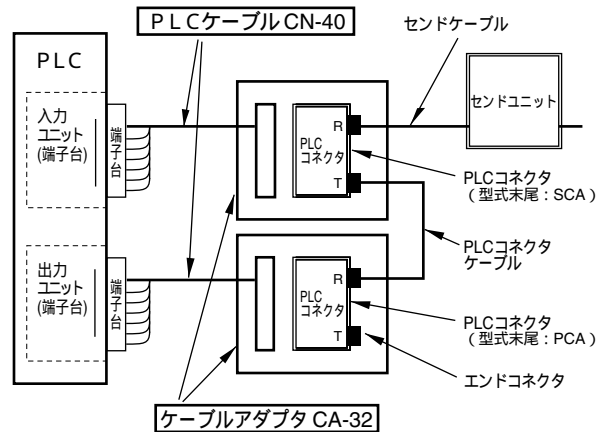 PLCケーブル CN-40
センドケーブル
PLC
センドユニット
入力
ユニット
(端子台)
端子台
R
PLC
コネクタ
T
PLCコネクタ
（型式末尾：SCA）
PLCコネクタ
ケーブル
出力
ユニット
(端子台)
端子台
R
PLC
コネクタ
T
PLCコネクタ
（型式末尾：PCA）
エンドコネクタ
ケーブルアダプタ CA-32